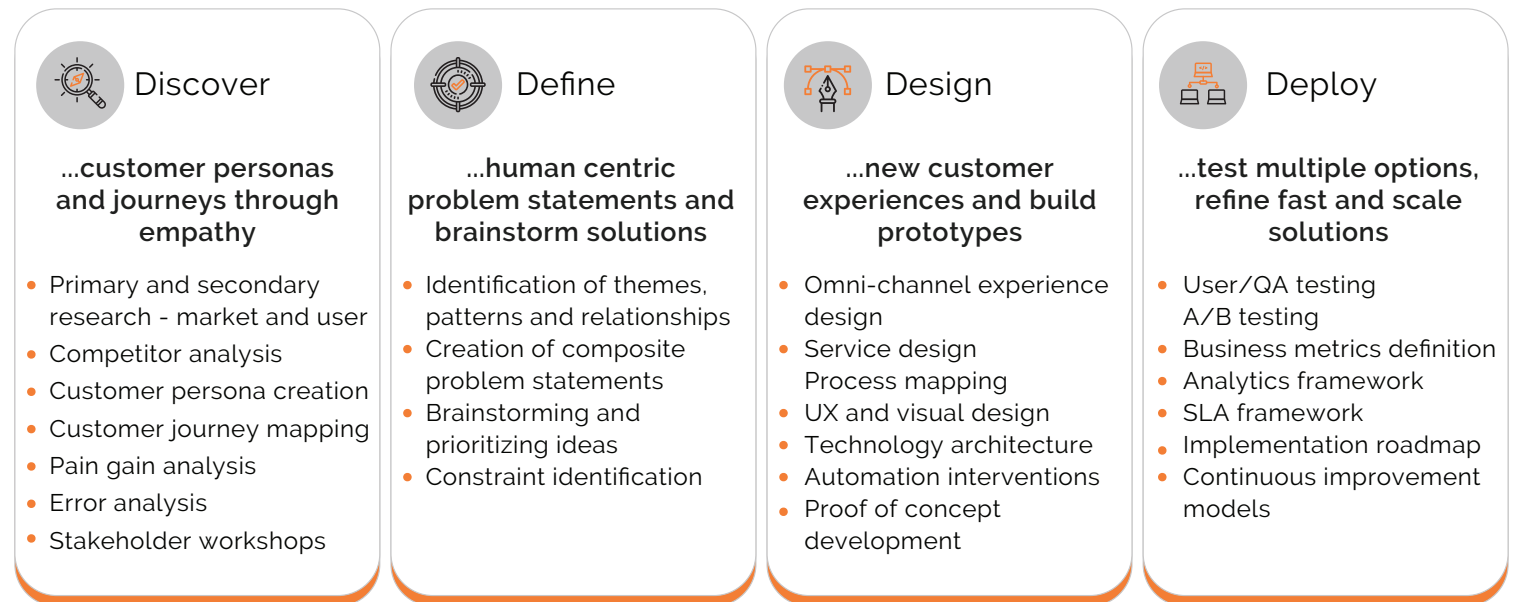 Discover
...customer personas
and journeys through
empathy
• Primary and secondary
research - market and user
• Competitor analysis
• Customer persona creation
• Customer journey mapping
• Pain gain analysis
• Error analysis
• Stakeholder workshops
Define
...human centric
problem statements and
brainstorm solutions
• Identification of themes,
patterns and relationships
• Creation of composite
problem statements
• Brainstorming and
prioritizing ideas
• Constraint identification
Design
...new customer
experiences and build
prototypes
• Omni-channel experience
design
• Service design
Process mapping
• UX and visual design
• Technology architecture
• Automation interventions
• Proof of concept
development
Deploy
...test multiple options,
refine fast and scale
solutions
• User/QA testing
A/B testing
• Business metrics definition
• Analytics framework
• SLA framework
• Implementation roadmap
• Continuous improvement
models